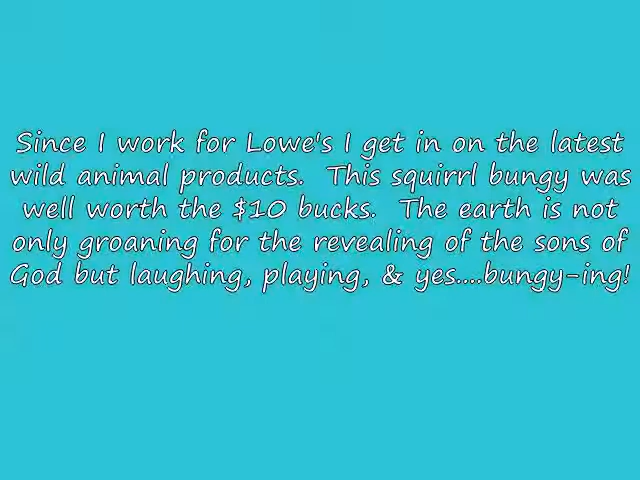 Since I work for Lowe's I get in on the latest
wild animal products.  This squirrl bungy was
well worth the $10 bucks.  The earth is not
only groaning for the revealing of the sons of
God but laughing, playing, & yes....bungy-ing!